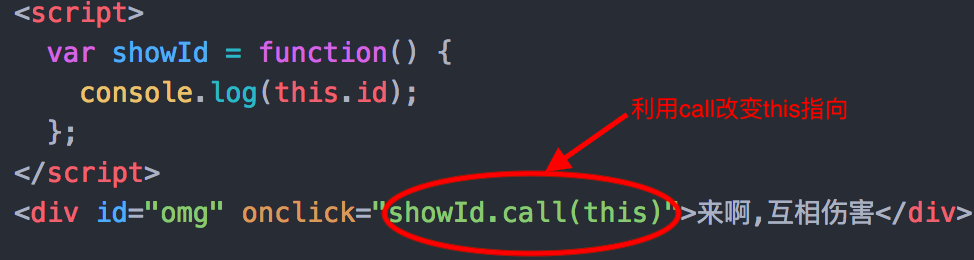 <script>
var showId = function() {
console.log(this.id);
利用call改变this指向
};
</script>
<div id="omg" onclick="showId.call(this)">来啊,互相伤害</div>